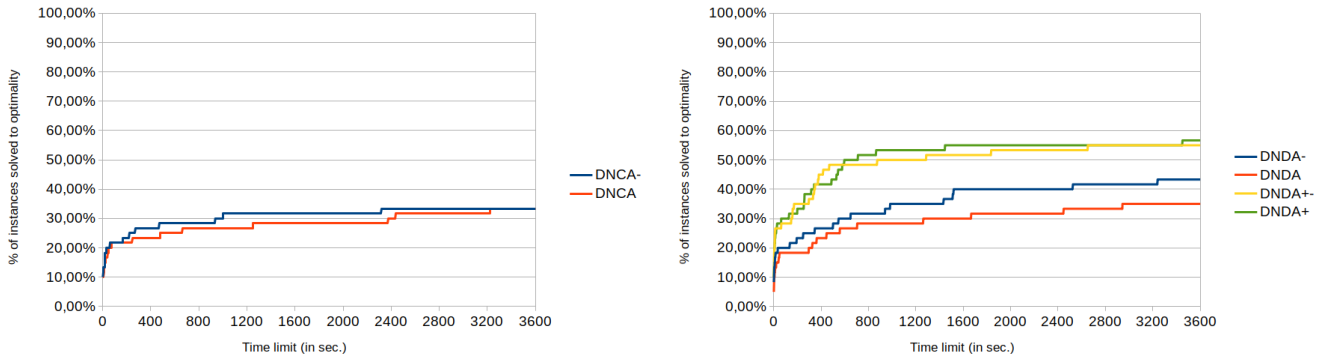 % of instances solved to optimality
100,00%
90,00%
80,00%
70,00%
60,00%
50,00%
40,00%
30,00%
20,00%
10,00%
0,00%
0 400 800 1200 1600 2000 2400 2800 3200 3600
Time limit (in sec.)
DNCA-
DNCA
% of instances solved to optimality
100,00%
90,00%
80,00%
70,00%
60,00%
50,00%
40,00%
30,00%
20,00%
10,00%
0,00%
0 400 800 1200 1600 2000 2400 2800 3200 3600
Time limit (in sec.)
DNDA-
DNDA
DNDA+-
DNDA+